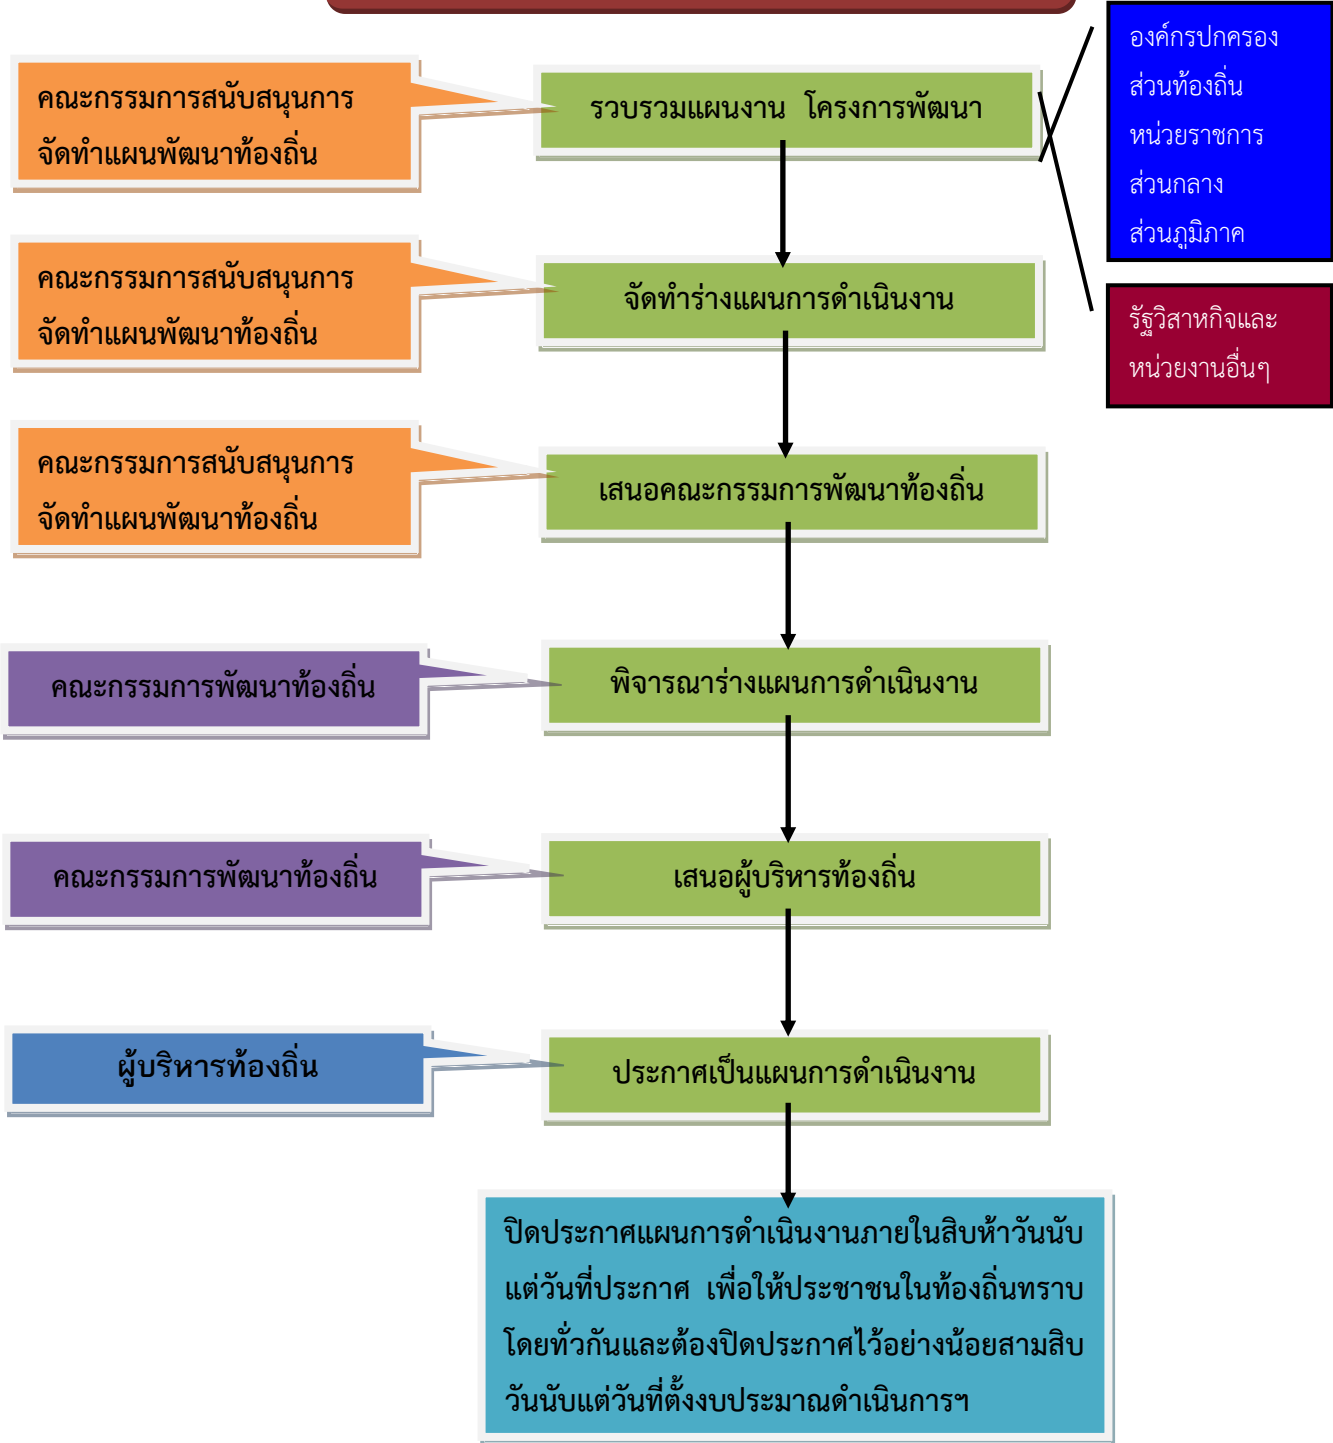 คณะกรรมการสนับสนุนการ
จัดทำแผนพัฒนาท้องถิ่น
รวบรวมแผนงาน โครงการพัฒนา
องค์กรปกครอง
ส่วนท้องถิ่น
หน่วยราชการ
ส่วนกลาง
ส่วนภูมิภาค
คณะกรรมการสนับสนุนการ
จัดทำแผนพัฒนาท้องถิ่น
จัดทำร่างแผนการดำเนินงาน
รัฐวิสาหกิจและ
หน่วยงานอื่นๆ
คณะกรรมการสนับสนุนการ
จัดทำแผนพัฒนาท้องถิ่น
เสนอคณะกรรมการพัฒนาท้องถิ่น
คณะกรรมการพัฒนาท้องถิ่น
พิจารณาร่างแผนการดำเนินงาน
คณะกรรมการพัฒนาท้องถิ่น
เสนอผู้บริหารท้องถิ่น
ผู้บริหารท้องถิ่น
ประกาศเป็นแผนการดำเนินงาน
ปิดประกาศแผนการดำเนินงานภายในสิบห้าวันนับ
แต่วันที่ประกาศ เพื่อให้ประชาชนในท้องถิ่นทราบ
โดยทั่วกันและต้องปิดประกาศไว้อย่างน้อยสามสิบ
วันนับแต่วันที่ตั้งงบประมาณดำเนินการฯ